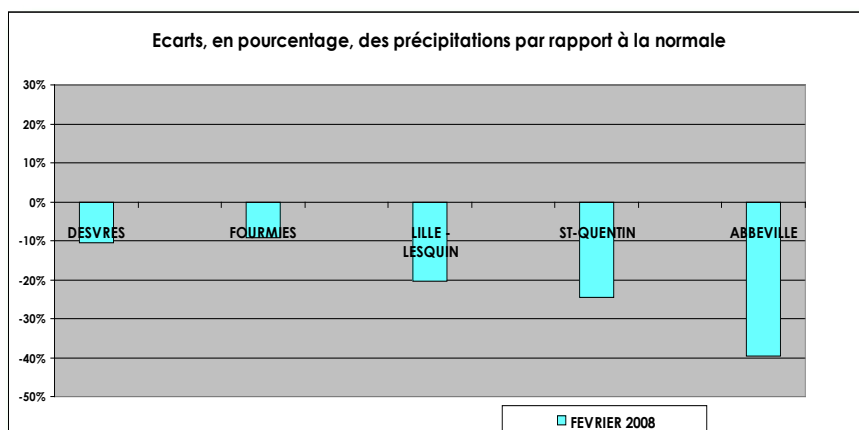 Ecarts, en pourcentage, des précipitations par rapport à la normale
30%
20%
10%
0%
-10%
-20%
-30%
-40%
-50%
DESVRES
FOURMIES
LILLE -
LESQUIN
ST-QUENTIN
ABBEVILLE
FEVRIER 2008